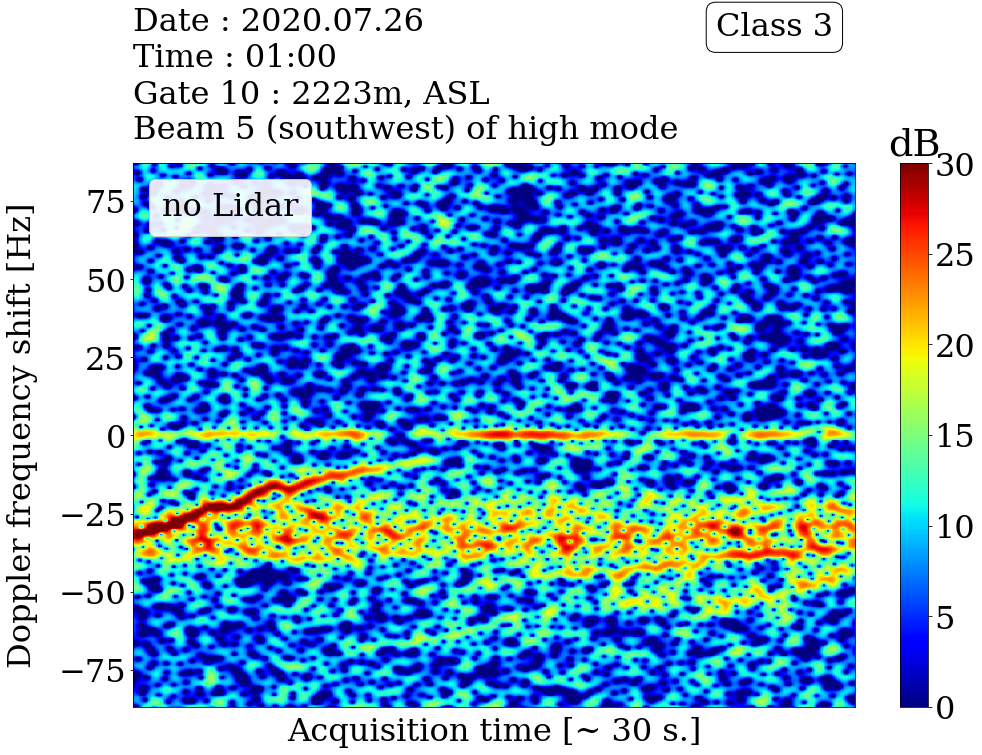 Date : 2020.07.26
Time : 01:00
Gate 10 : 2223m, ASL
Beam 5 (southwest) of high mode
Class 3
dB
no Lidar
Doppler frequency shift [Hz]
75
50
25
0
−25
−50
−75
30
25
20
15
10
5
0
Acquisition time [~ 30 s.]